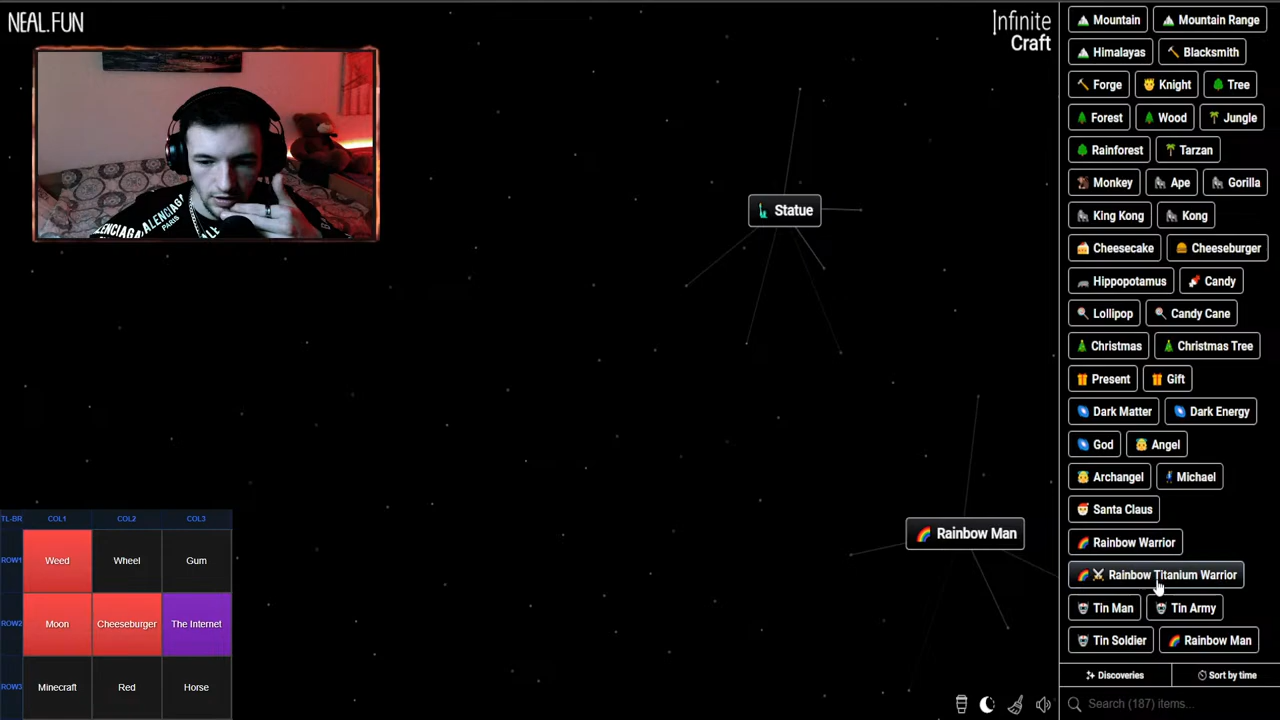 NEAL.FUN
Infinite
Craft
ALENCIAGA
PARIS
Statue
Rainbow Man
Mountain
Mountain Range
Himalayas
Blacksmith
Forge
Knight
Tree
Forest
Wood
Jungle
Rainforest
Tarzan
Monkey
Ape
Gorilla
King Kong
Kong
Cheesecake
Cheeseburger
Hippopotamus
Candy
Lollipop
Candy Cane
Christmas
Christmas Tree
Present
Gift
Dark Matter
Dark Energy
God
Angel
Archangel
Michael
Santa Claus
Rainbow Warrior
Rainbow Titanium Warrior
Tin Man
Tin Army
Tin Soldier
Rainbow Man
Discoveries
Sort by time
Search (187) items...
TL-BR COL1 COL2 COL3
ROW1 Weed Wheel Gum
ROW2 Moon Cheeseburger The Internet
ROW3 Minecraft Red Horse